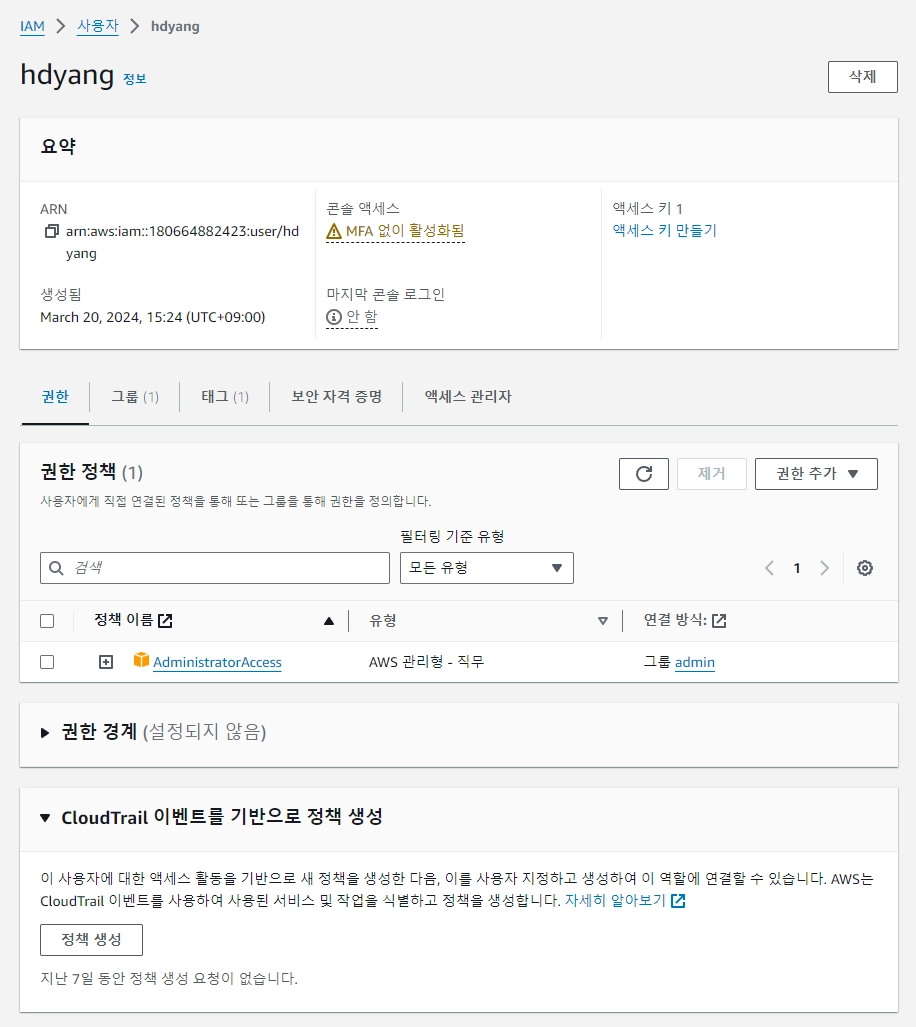 IAM > 사용자 > hdyang
hdyang 정보
삭제
요약
ARN
arn:aws:iam::180664882423:user/hd
yang
생성됨
March 20, 2024, 15:24 (UTC+09:00)
콘솔 액세스
MFA 없이 활성화됨
마지막 콘솔 로그인
안 함
액세스 키 1
액세스 키 만들기
권한
그룹 (1)
태그 (1)
보안 자격 증명
액세스 관리자
권한 정책 (1)
사용자에게 직접 연결된 정책을 통해 또는 그룹을 통해 권한을 정의합니다.
제거
권한 추가
필터링 기준 유형
검색
모든 유형
1
정책 이름
유형
연결 방식:
AdministratorAccess
AWS 관리형 - 직무
그룹 admin
권한 경계 (설정되지 않음)
CloudTrail 이벤트를 기반으로 정책 생성
이 사용자에 대한 액세스 활동을 기반으로 새 정책을 생성한 다음, 이를 사용자 지정하고 생성하여 이 역할에 연결할 수 있습니다. AWS는
CloudTrail 이벤트를 사용하여 사용된 서비스 및 작업을 식별하고 정책을 생성합니다. 자세히 알아보기
정책 생성
지난 7일 동안 정책 생성 요청이 없습니다.